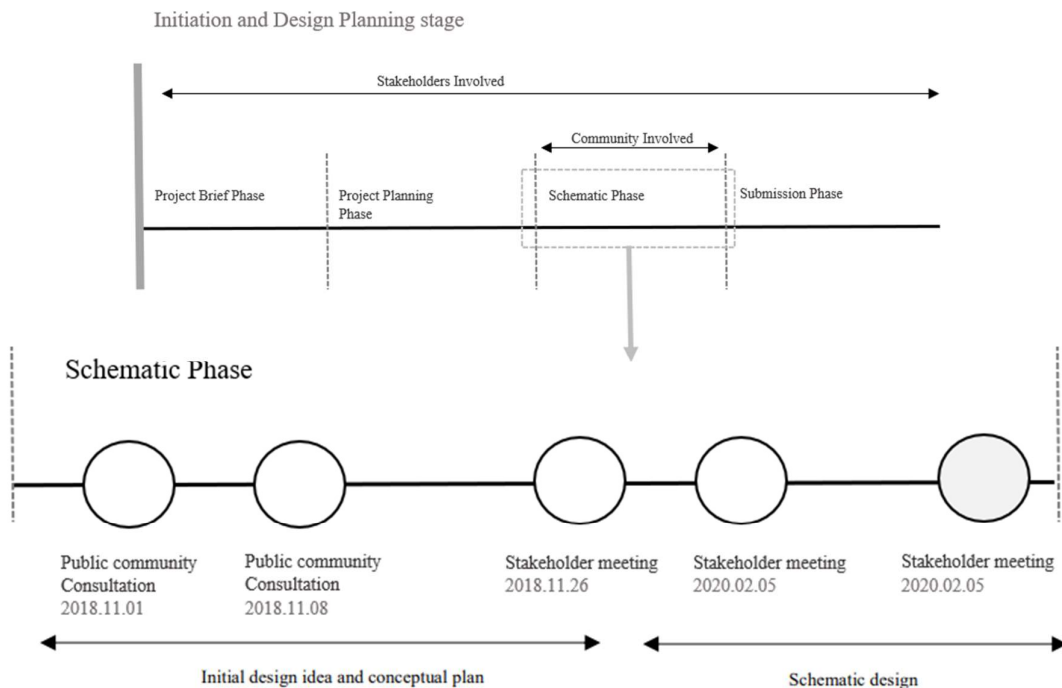 Initiation and Design Planning stage
Stakeholders Involved
Community Involved
Project Brief Phase
Project Planning
Phase
Schematic Phase
Submission Phase
Schematic Phase
Public community
Consultation
2018.11.01
Public community
Consultation
2018.11.08
Stakeholder meeting
2018.11.26
Stakeholder meeting
2020.02.05
Stakeholder meeting
2020.02.05
Initial design idea and conceptual plan
Schematic design